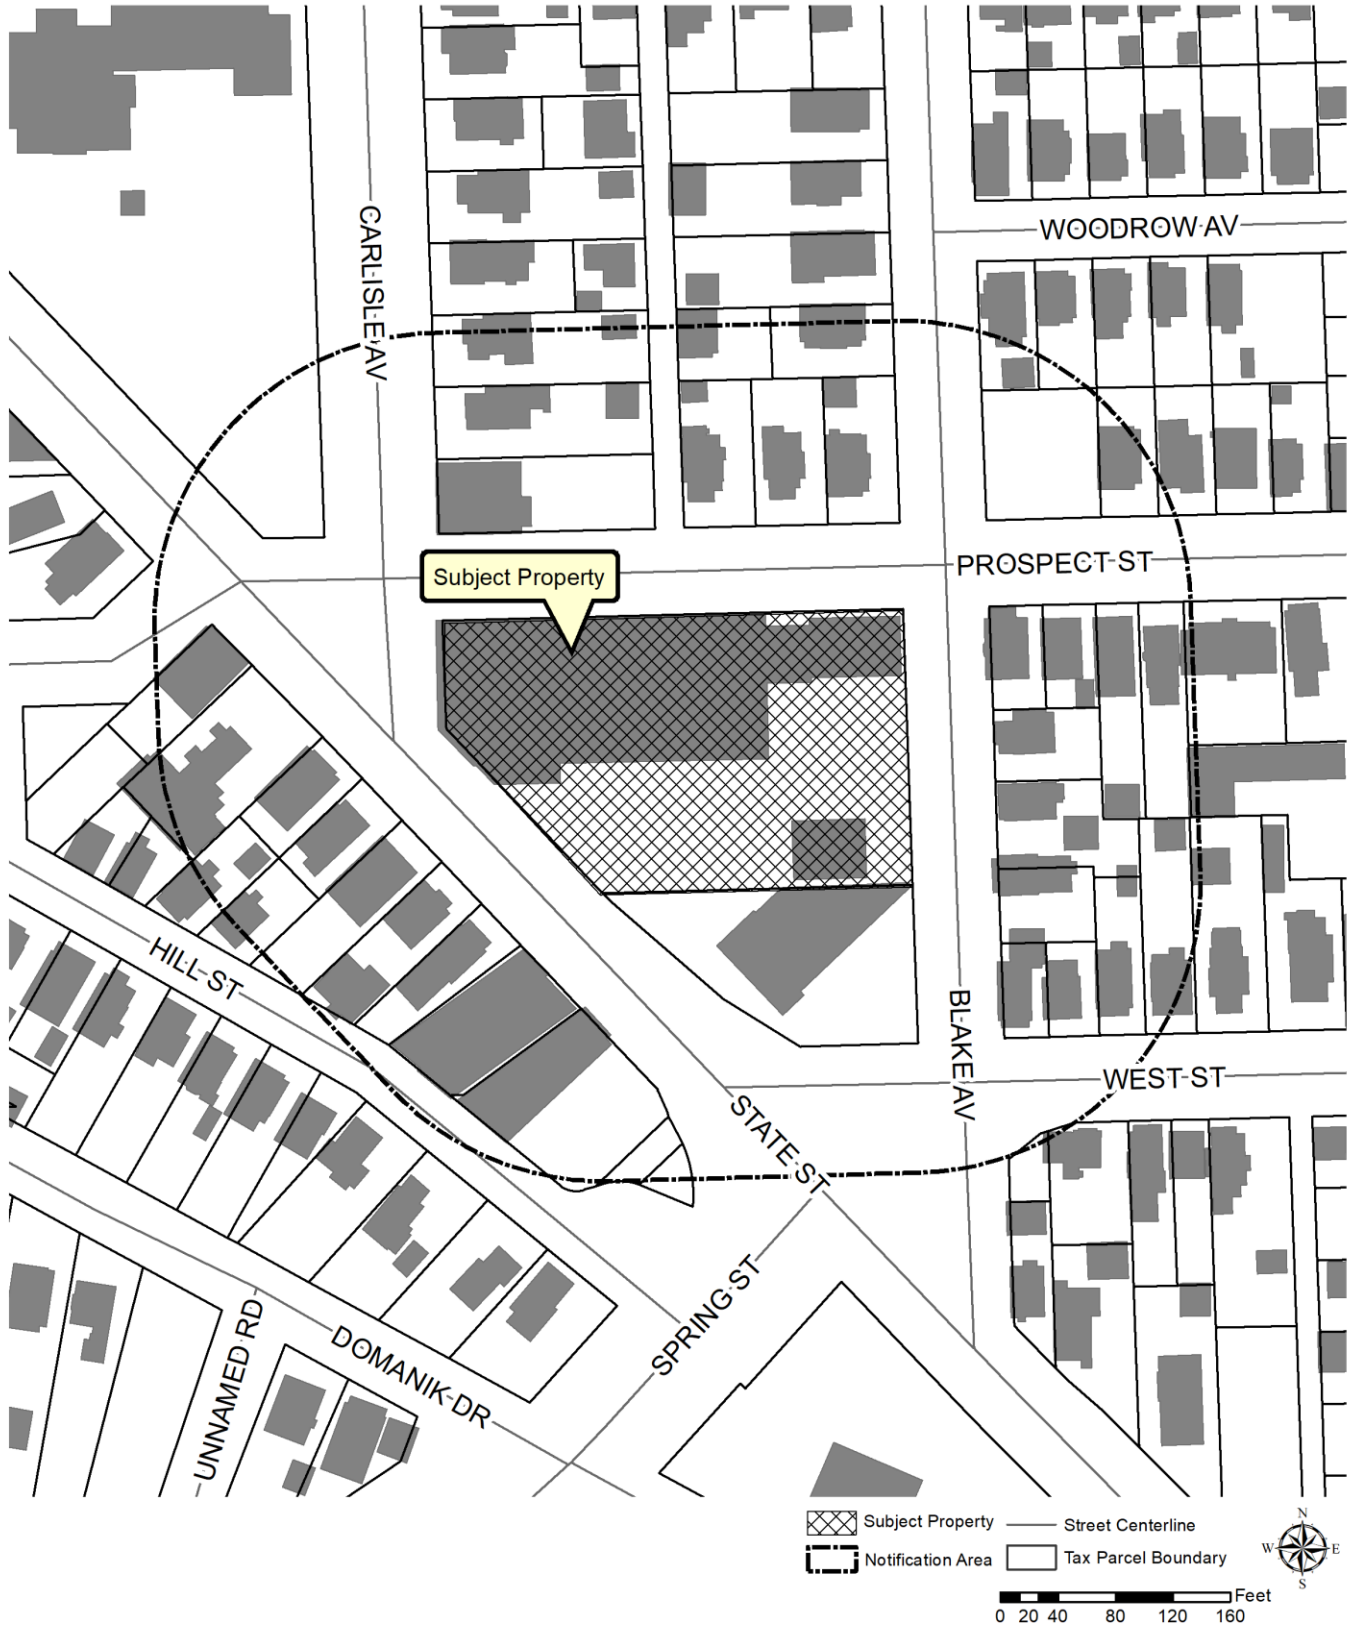 WOODROW AV
CARLISLE AV
PROSPECT ST
Subject Property
HILL ST
BLAKE AV
WEST ST
STATE ST
SPRING ST
UNNAMED RD
DOMANIK DR
Subject Property
Street Centerline
Notification Area
Tax Parcel Boundary
N
W E
S
Feet
0 20 40 80 120 160